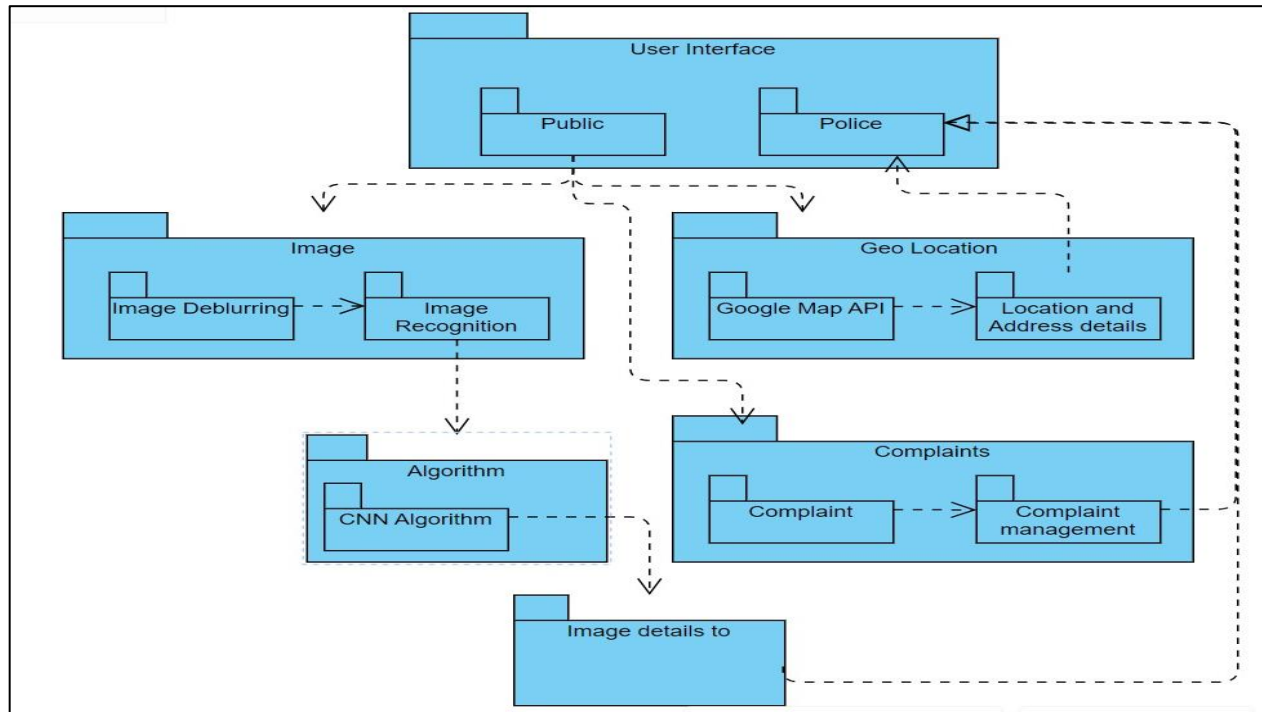 User Interface
Public
Police
Image
Image Deblurring
Image
Recognition
Geo Location
Google Map API
Location and
Address details
Algorithm
CNN Algorithm
Complaints
Complaint
Complaint
management
Image details to